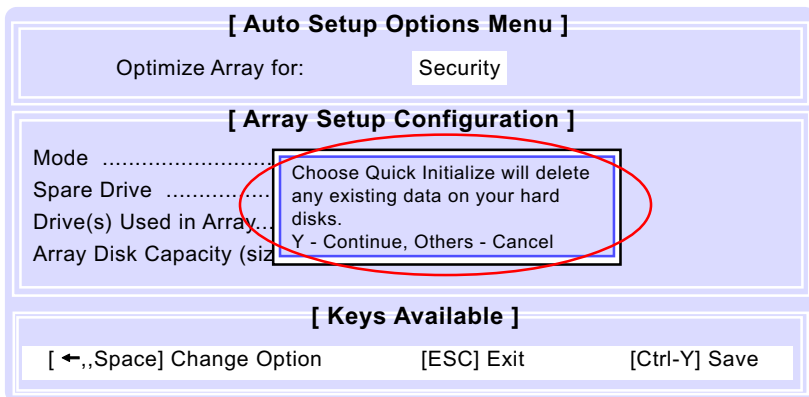 [ Auto Setup Options Menu ]
Optimize Array for: Security
[ Array Setup Configuration ]
Mode ..........................
Spare Drive ................
Drive(s) Used in Array...
Array Disk Capacity (siz
Choose Quick Initialize will delete
any existing data on your hard
disks.
Y - Continue, Others - Cancel
[ Keys Available ]
[ ←,,Space] Change Option [ESC] Exit [Ctrl-Y] Save